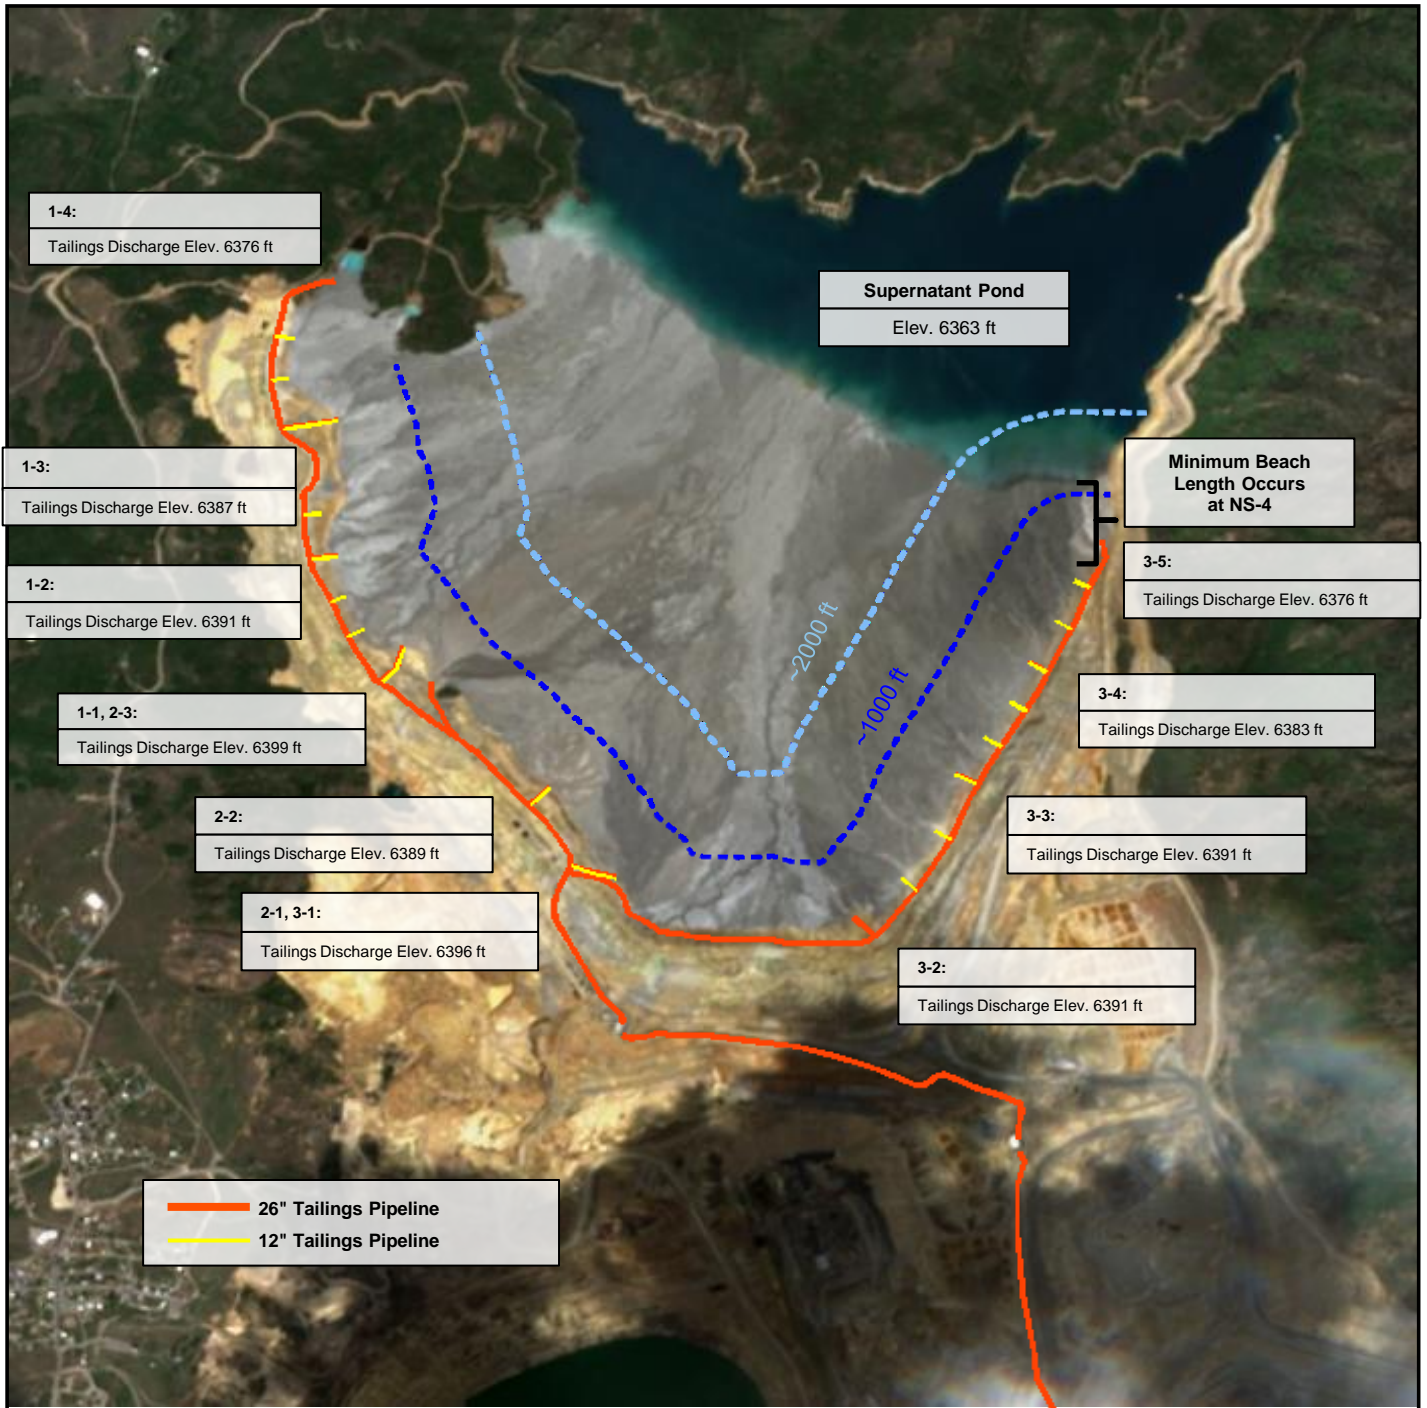 1-4:
Tailings Discharge Elev. 6376 ft
Supernatant Pond
Elev. 6363 ft
1-3:
Tailings Discharge Elev. 6387 ft
Minimum Beach
Length Occurs
at NS-4
3-5:
Tailings Discharge Elev. 6376 ft
1-2:
Tailings Discharge Elev. 6391 ft
~2000 ft
~1000 ft
3-4:
Tailings Discharge Elev. 6383 ft
1-1, 2-3:
Tailings Discharge Elev. 6399 ft
2-2:
Tailings Discharge Elev. 6389 ft
3-3:
Tailings Discharge Elev. 6391 ft
2-1, 3-1:
Tailings Discharge Elev. 6396 ft
3-2:
Tailings Discharge Elev. 6391 ft
26" Tailings Pipeline
12" Tailings Pipeline